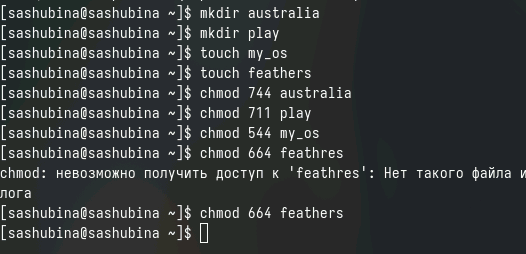 [sashubina@sashubina ~]$ mkdir australia
[sashubina@sashubina ~]$ mkdir play
[sashubina@sashubina ~]$ touch my_os
[sashubina@sashubina ~]$ touch feathers
[sashubina@sashubina ~]$ chmod 744 australia
[sashubina@sashubina ~]$ chmod 711 play
[sashubina@sashubina ~]$ chmod 544 my_os
[sashubina@sashubina ~]$ chmod 664 feathres
chmod: невозможно получить доступ к 'feathres': Нет такого файла и
лога
[sashubina@sashubina ~]$ chmod 664 feathers
[sashubina@sashubina ~]$